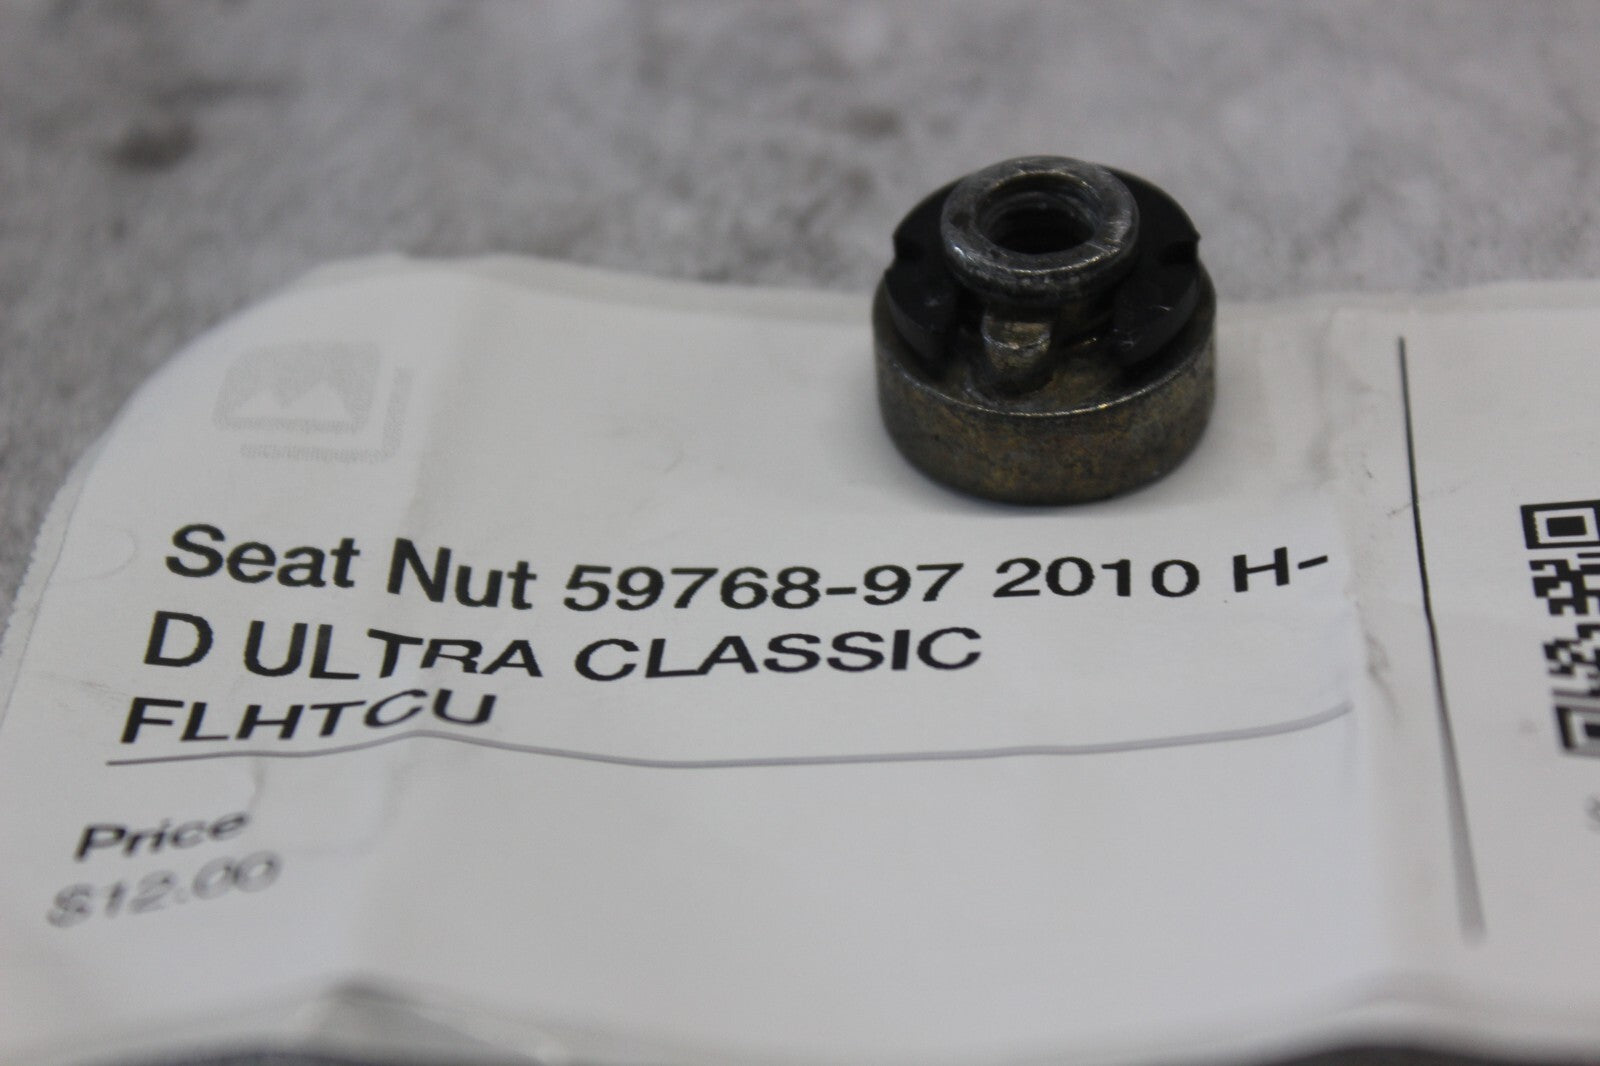 Seat Nut 59768-97 2010 H-
D ULTRA CLASSIC
FLHTCU
Price
$12.00